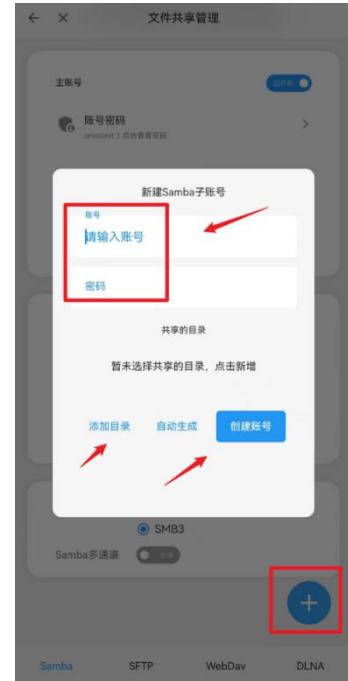 文件共享管理
主账号
已开启
账号密码
点击查看密码
新建Samba子账号
账号
请输入账号
密码
共享的目录
暂未选择共享的目录，点击新增
添加目录
自动生成
创建账号
SMB3
Samba多通道
Samba
SFTP
WebDav
DLNA